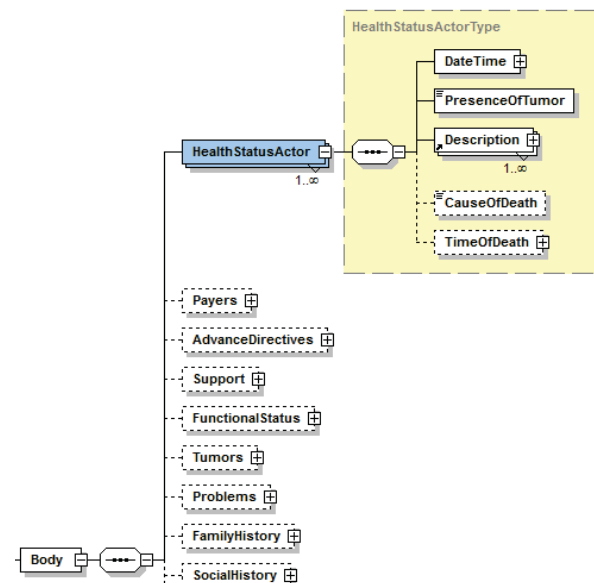 HealthStatusActorType
DateTime
PresenceOfTumor
HealthStatusActor
Description
1..∞
1..∞
CauseOfDeath
TimeOfDeath
Payers
AdvanceDirectives
Support
FunctionalStatus
Tumors
Problems
FamilyHistory
Body
SocialHistory